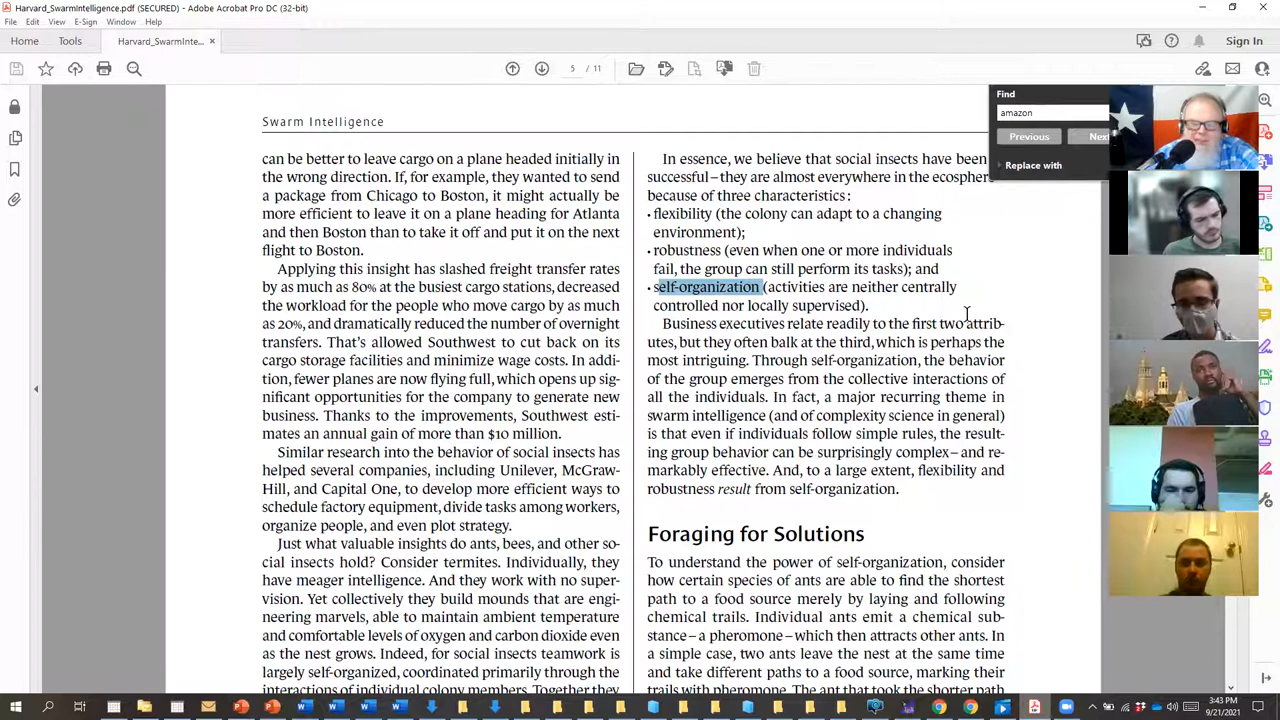 Harvard_SwarmIntelligence.pdf (SECURED) - Adobe Acrobat Pro DC (32-bit)
File Edit View E-Sign Window Help
Home Tools Harvard_SwarmInte... × Sign In
5 / 11
Find
amazon
Previous Nex
Replace with
Swarm Intelligence
can be better to leave cargo on a plane headed initially in
the wrong direction. If, for example, they wanted to send
a package from Chicago to Boston, it might actually be
more efficient to leave it on a plane heading for Atlanta
and then Boston than to take it off and put it on the next
flight to Boston.
Applying this insight has slashed freight transfer rates
by as much as 80% at the busiest cargo stations, decreased
the workload for the people who move cargo by as much
as 20%, and dramatically reduced the number of overnight
transfers. That's allowed Southwest to cut back on its
cargo storage facilities and minimize wage costs. In addi-
tion, fewer planes are now flying full, which opens up sig-
nificant opportunities for the company to generate new
business. Thanks to the improvements, Southwest esti-
mates an annual gain of more than $10 million.
Similar research into the behavior of social insects has
helped several companies, including Unilever, McGraw-
Hill, and Capital One, to develop more efficient ways to
schedule factory equipment, divide tasks among workers,
organize people, and even plot strategy.
Just what valuable insights do ants, bees, and other so-
cial insects hold? Consider termites. Individually, they
have meager intelligence. And they work with no super-
vision. Yet collectively they build mounds that are engi-
neering marvels, able to maintain ambient temperature
and comfortable levels of oxygen and carbon dioxide even
as the nest grows. Indeed, for social insects teamwork is
largely self-organized, coordinated primarily through the
interactions of individual colony members. Together they
In essence, we believe that social insects have been
successful – they are almost everywhere in the ecosphere
because of three characteristics:
• flexibility (the colony can adapt to a changing
environment);
• robustness (even when one or more individuals
fail, the group can still perform its tasks); and
• self-organization (activities are neither centrally
controlled nor locally supervised).
Business executives relate readily to the first two attrib-
utes, but they often balk at the third, which is perhaps the
most intriguing. Through self-organization, the behavior
of the group emerges from the collective interactions of
all the individuals. In fact, a major recurring theme in
swarm intelligence (and of complexity science in general)
is that even if individuals follow simple rules, the result-
ing group behavior can be surprisingly complex – and re-
markably effective. And, to a large extent, flexibility and
robustness result from self-organization.
Foraging for Solutions
To understand the power of self-organization, consider
how certain species of ants are able to find the shortest
path to a food source merely by laying and following
chemical trails. Individual ants emit a chemical sub-
stance – a pheromone – which then attracts other ants. In
a simple case, two ants leave the nest at the same time
and take different paths to a food source, marking their
trails with pheromone. The ant that took the shorter path
3:43 PM
9/21/2021